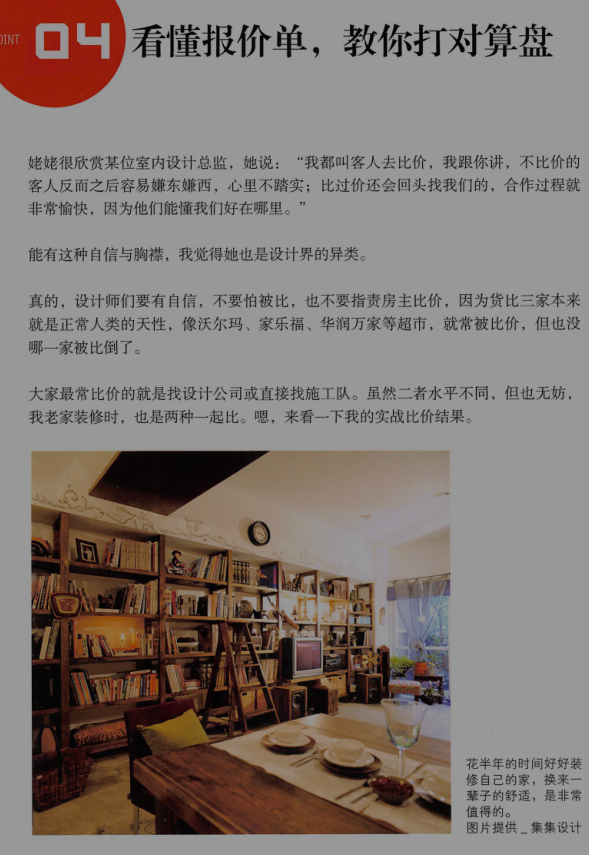 OINT 04 看懂报价单，教你打对算盘
姥姥很欣赏某位室内设计总监，她说：“我都叫客人去比价，我跟你讲，不比价的
客人反而之后容易嫌东嫌西，心里不踏实；比过价还会回头找我们的，合作过程就
非常愉快，因为他们能懂我们好在哪里。”
能有这种自信与胸襟，我觉得她也是设计界的异类。
真的，设计师们要有自信，不要怕被比，也不要指责房主比价，因为货比三家本来
就是正常人类的天性，像沃尔玛、家乐福、华润万家等超市，就常被比价，但也没
哪一家被比倒了。
大家最常比价的就是找设计公司或直接找施工队。虽然二者水平不同，但也无妨，
我老家装修时，也是两种一起比。嗯，来看一下我的实战比价结果。
花半年的时间好好装
修自己的家，换来一
辈子的舒适，是非常
值得的。
图片提供_集集设计